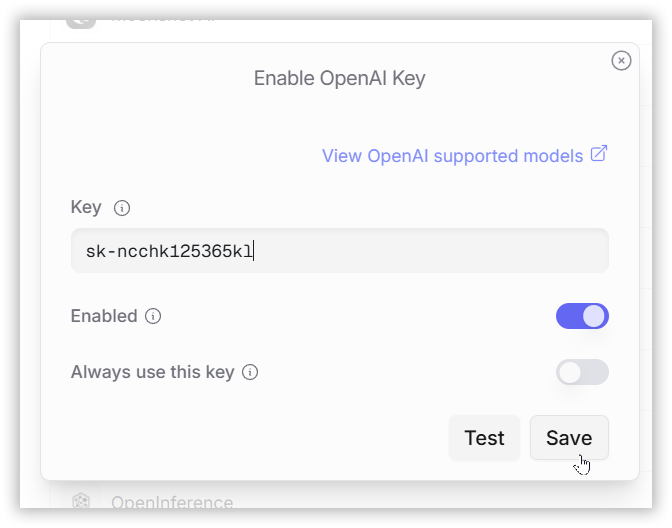 Enable OpenAI Key
View OpenAI supported models
Key
sk-ncchk125365kl
Enabled
Always use this key
Test Save
OpenInference